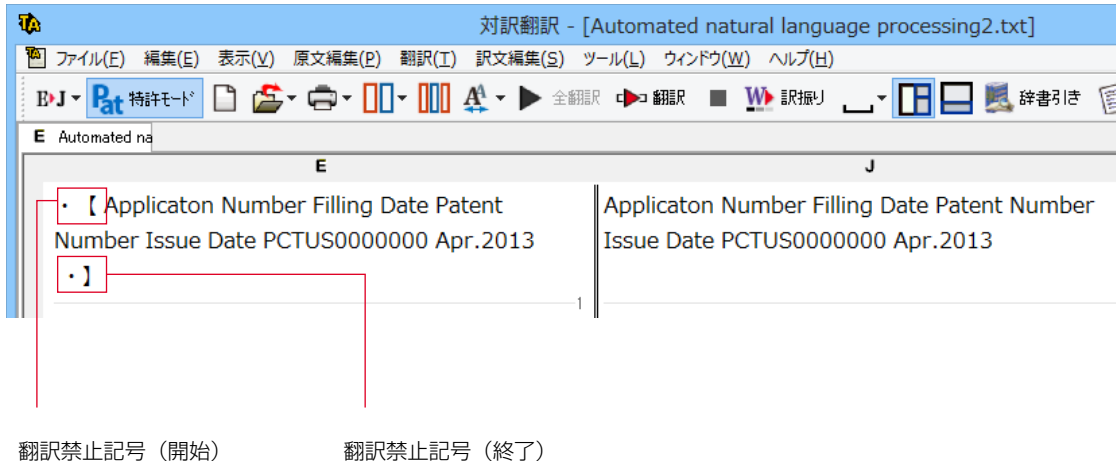 対訳翻訳 - [Automated natural language processing2.txt]
ファイル(F) 編集(E) 表示(V) 原文編集(P) 翻訳(T) 訳文編集(S) ツール(L) ウィンドウ(W) ヘルプ(H)
E▸J Pat 特許モード 全翻訳 翻訳 W 訳振り 辞書引き
E Automated na
E J
・【 Applicaton Number Filling Date Patent
Number Issue Date PCTUS0000000 Apr.2013
・】
1
Applicaton Number Filling Date Patent Number
Issue Date PCTUS0000000 Apr.2013
翻訳禁止記号（開始） 翻訳禁止記号（終了）